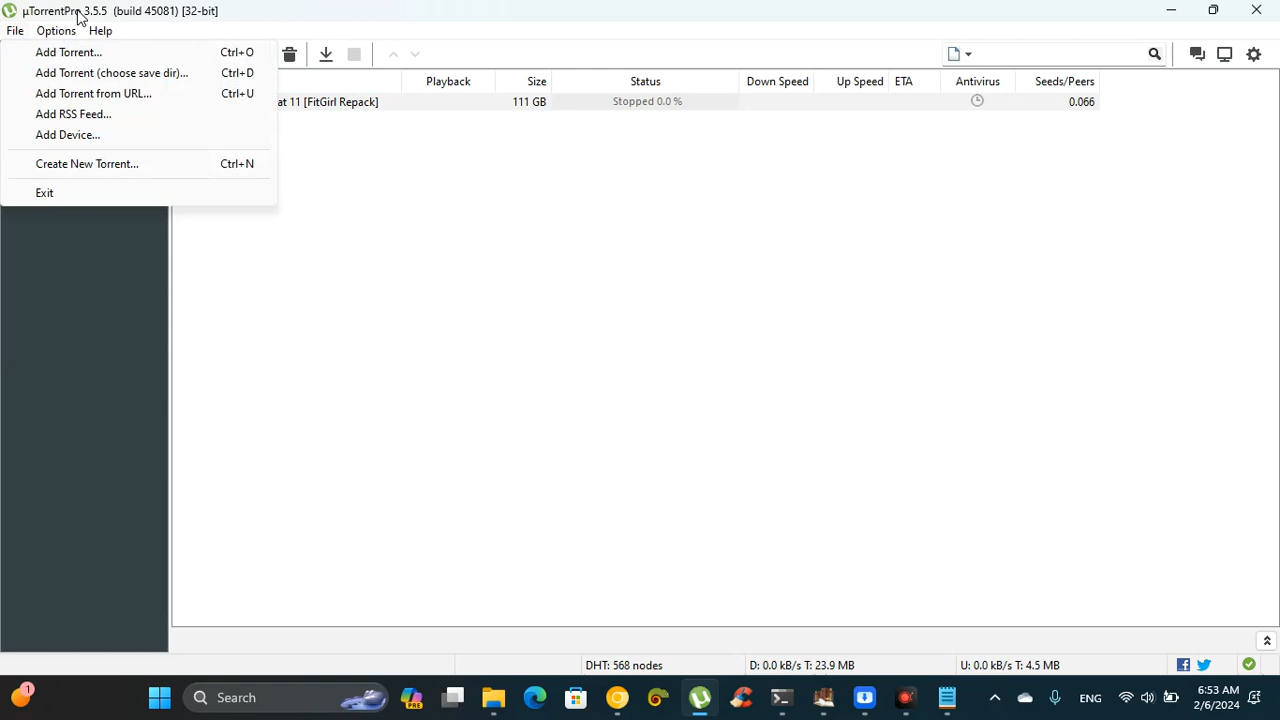 µTorrentPro 3.5.5 (build 45081) [32-bit]
File Options Help
Add Torrent... Ctrl+O
Add Torrent (choose save dir)... Ctrl+D
Add Torrent from URL... Ctrl+U
Add RSS Feed...
Add Device...
Create New Torrent... Ctrl+N
Exit
Playback Size Status Down Speed Up Speed ETA Antivirus Seeds/Peers
at 11 [FitGirl Repack] 111 GB Stopped 0.0 % 0.066
DHT: 568 nodes D: 0.0 kB/s T: 23.9 MB U: 0.0 kB/s T: 4.5 MB
1 Search PRE ENG 6:53 AM
2/6/2024